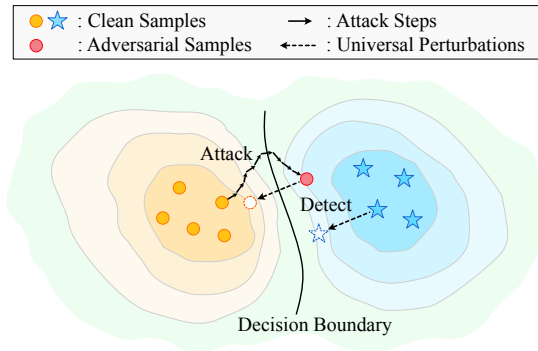 : Clean Samples : Attack Steps
: Adversarial Samples : Universal Perturbations
Attack
Detect
Decision Boundary